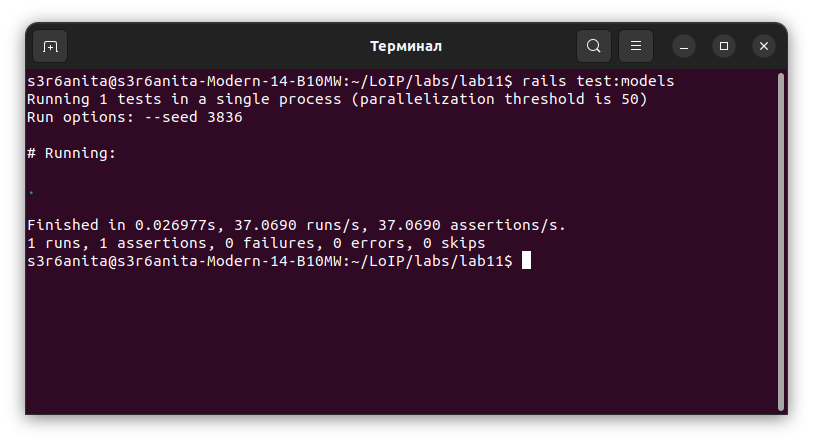 Терминал
s3r6anita@s3r6anita-Modern-14-B10MW:~/LoIP/labs/lab11$ rails test:models
Running 1 tests in a single process (parallelization threshold is 50)
Run options: --seed 3836
# Running:
.
Finished in 0.026977s, 37.0690 runs/s, 37.0690 assertions/s.
1 runs, 1 assertions, 0 failures, 0 errors, 0 skips
s3r6anita@s3r6anita-Modern-14-B10MW:~/LoIP/labs/lab11$